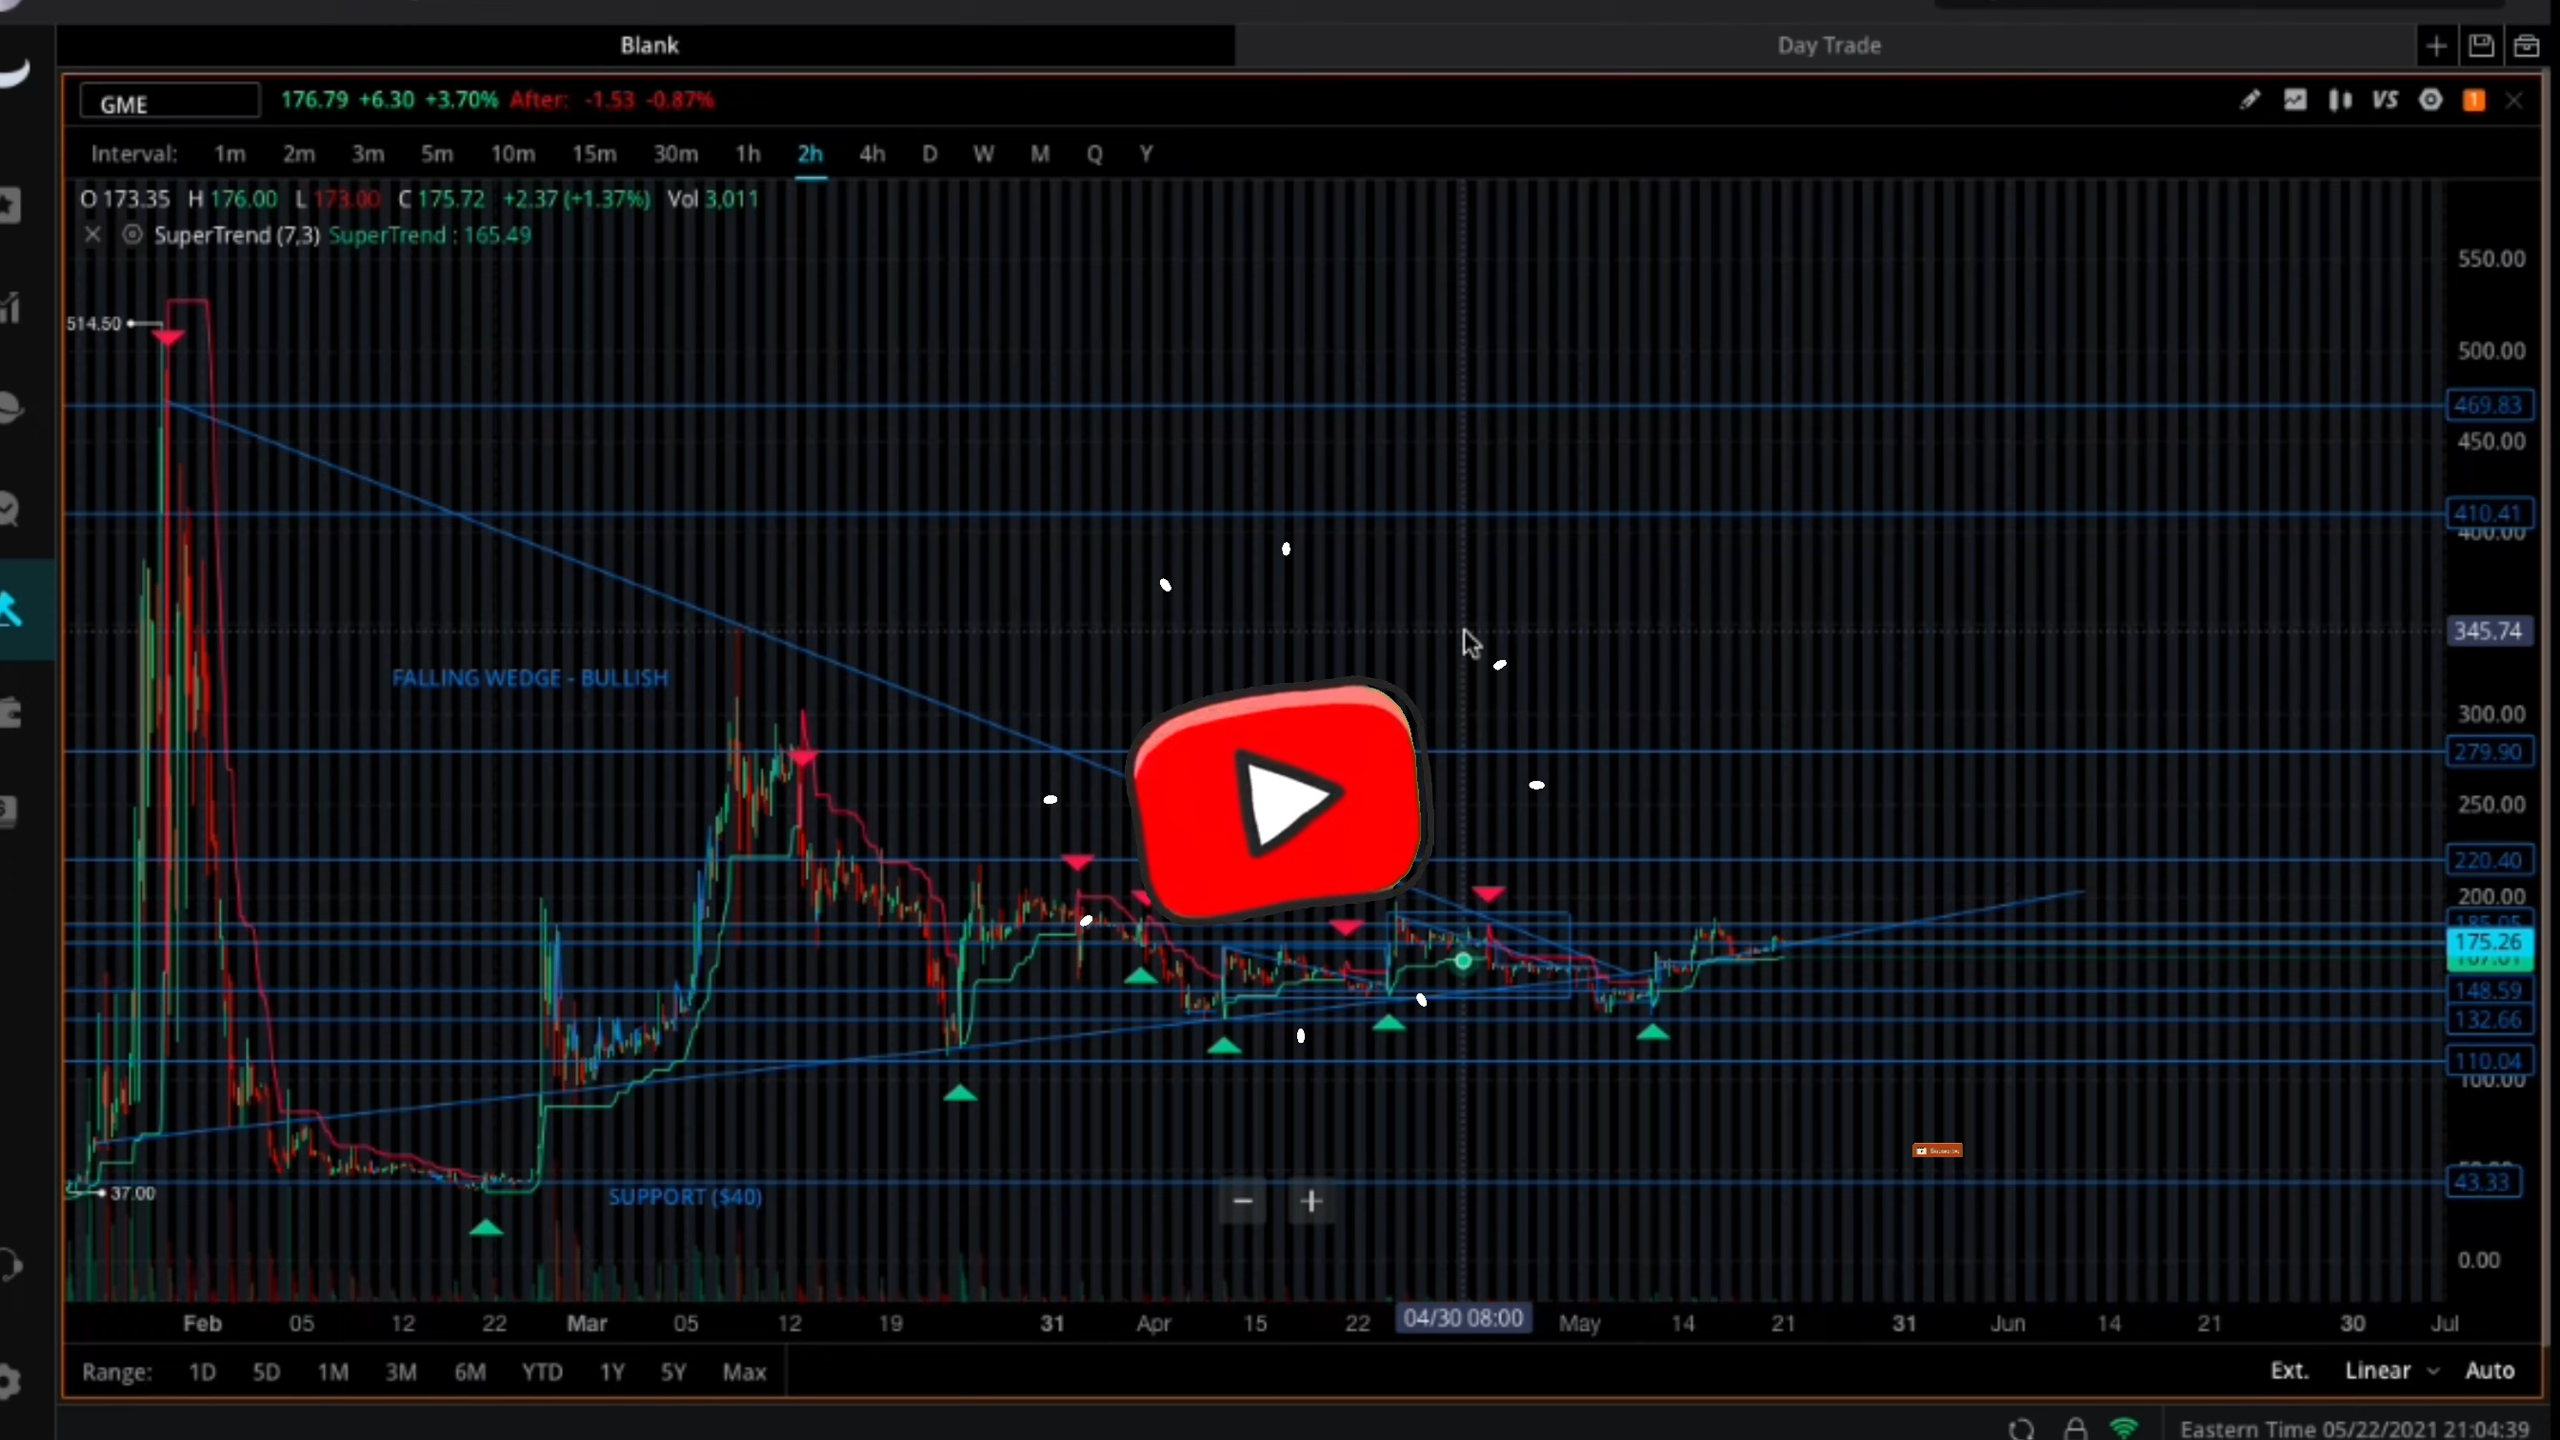 Blank
Day Trade
GME
176.79 +6.30 +3.70% After: -1.53 -0.87%
VS
1
Interval: 1m 2m 3m 5m 10m 15m 30m 1h 2h 4h D W M Q Y
O 173.35 H 176.00 L 173.00 C 175.72 +2.37 (+1.37%) Vol 3,011
SuperTrend (7,3) SuperTrend : 165.49
550.00
514.50
500.00
469.83
450.00
410.41
400.00
345.74
FALLING WEDGE - BULLISH
300.00
279.90
250.00
220.40
200.00
175.26
148.59
132.66
110.04
100.00
43.33
37.00
SUPPORT ($40)
− +
0.00
Feb 05 12 22 Mar 05 12 19 31 Apr 15 22 04/30 08:00 May 14 21 31 Jun 14 21 30 Jul
Range: 1D 5D 1M 3M 6M YTD 1Y 5Y Max
Ext. Linear Auto
Eastern Time 05/22/2021 21:04:39